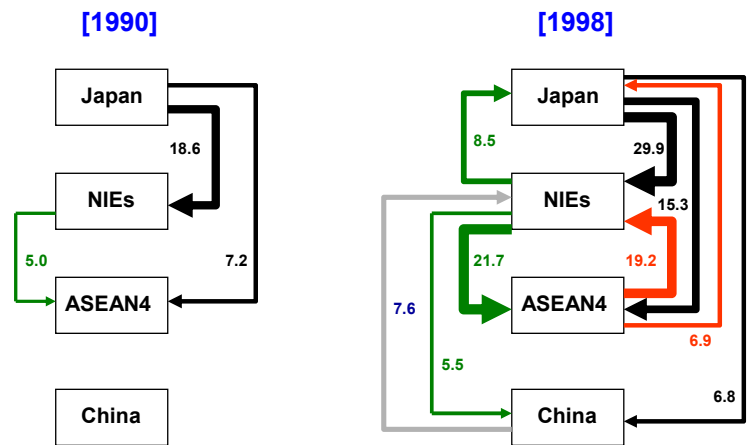 [1990]
Japan
18.6
NIEs
5.0
7.2
ASEAN4
China
[1998]
Japan
8.5
29.9
NIEs
15.3
21.7
19.2
7.6
ASEAN4
6.9
5.5
6.8
China